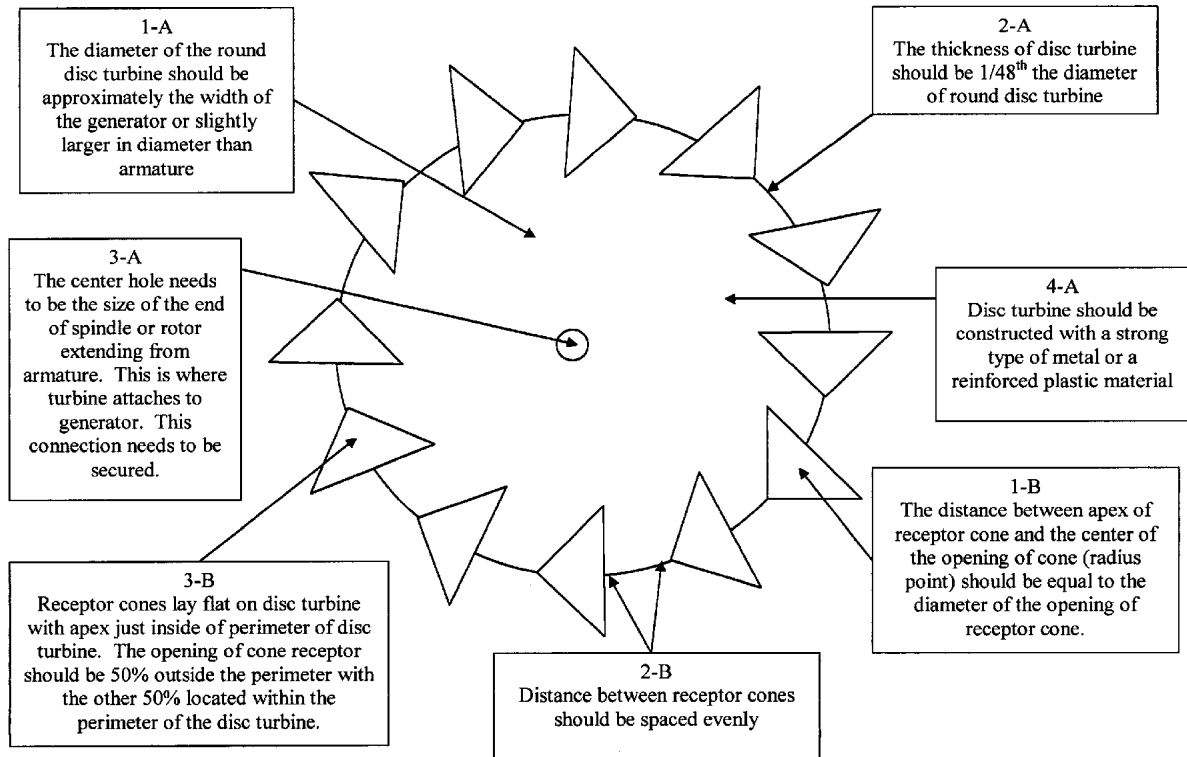 1-A
The diameter of the round
disc turbine should be
approximately the width of
the generator or slightly
larger in diameter than
armature
2-A
The thickness of disc turbine
should be 1/48th the diameter
of round disc turbine
3-A
The center hole needs
to be the size of the end
of spindle or rotor
extending from
armature. This is where
turbine attaches to
generator. This
connection needs to be
secured.
4-A
Disc turbine should be
constructed with a strong
type of metal or a
reinforced plastic material
1-B
The distance between apex of
receptor cone and the center of
the opening of cone (radius
point) should be equal to the
diameter of the opening of
receptor cone.
3-B
Receptor cones lay flat on disc turbine
with apex just inside of perimeter of disc
turbine. The opening of cone receptor
should be 50% outside the perimeter with
the other 50% located within the
perimeter of the disc turbine.
2-B
Distance between receptor cones
should be spaced evenly